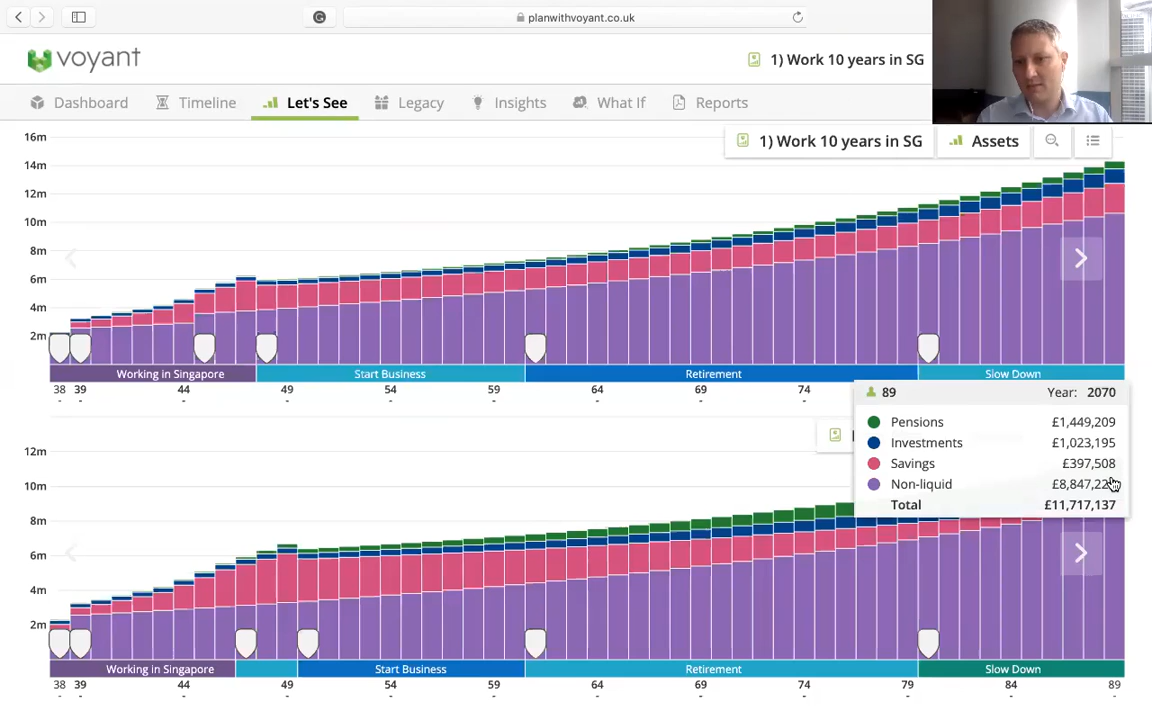 planwithvoyant.co.uk
voyant
1) Work 10 years in SG
Dashboard Timeline Let's See Legacy Insights What If Reports
16m
1) Work 10 years in SG Assets
14m
12m
10m
8m
6m
4m
2m
Working in Singapore Start Business Retirement Slow Down
38 39 44 49 54 59 64 69 74
89 Year: 2070
Pensions £1,449,209
Investments £1,023,195
Savings £397,508
Non-liquid
Total £11,717,137
12m
10m
8m
6m
4m
2m
Working in Singapore Start Business Retirement Slow Down
38 39 44 49 54 59 64 69 74 79 84 89